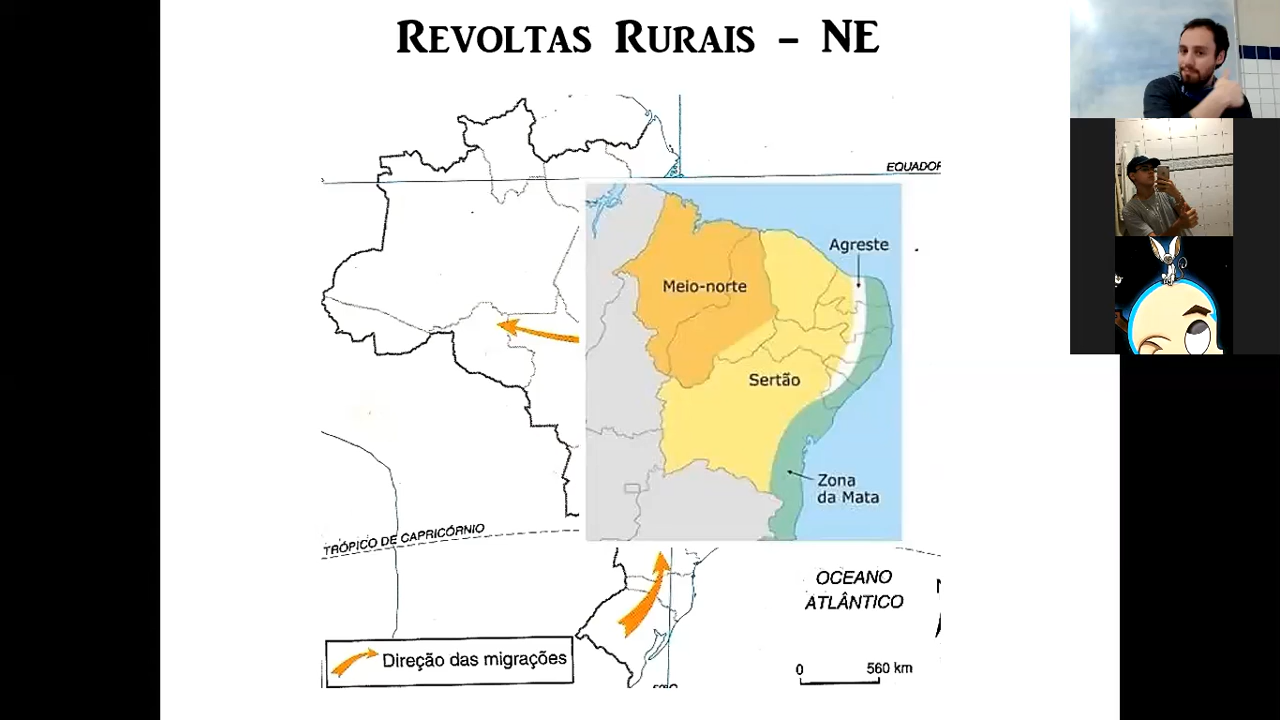 REVOLTAS RURAIS – NE
EQUADOR
Agreste
Meio-norte
Sertão
Zona
da Mata
TRÓPICO DE CAPRICÓRNIO
OCEANO
ATLÂNTICO
Direção das migrações
0 560 km